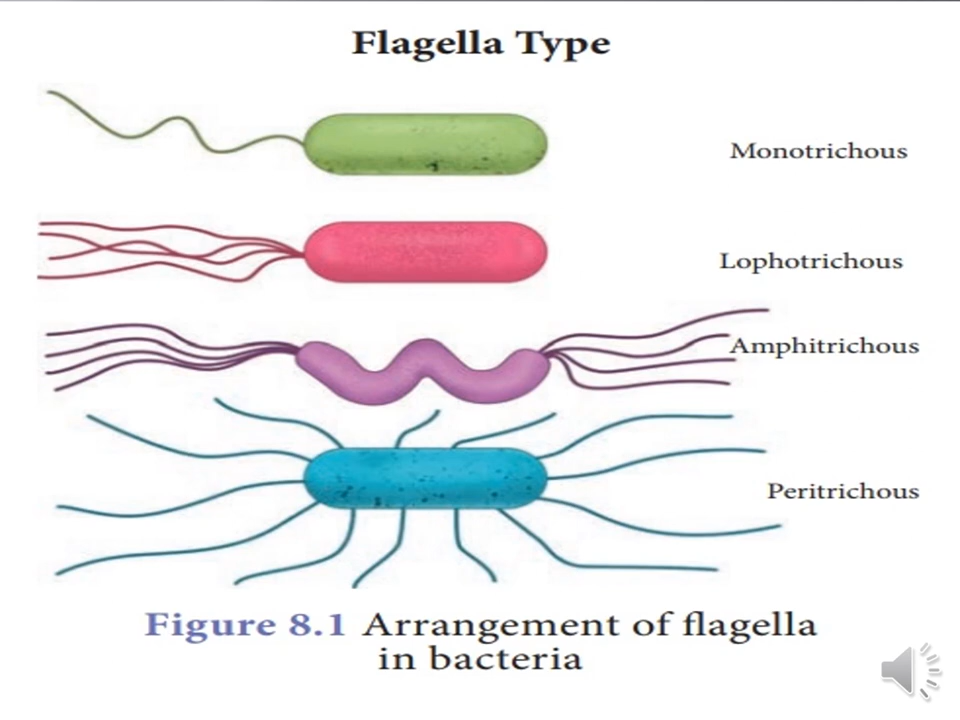 Flagella Type
Monotrichous
Lophotrichous
Amphitrichous
Peritrichous
Figure 8.1 Arrangement of flagella
in bacteria